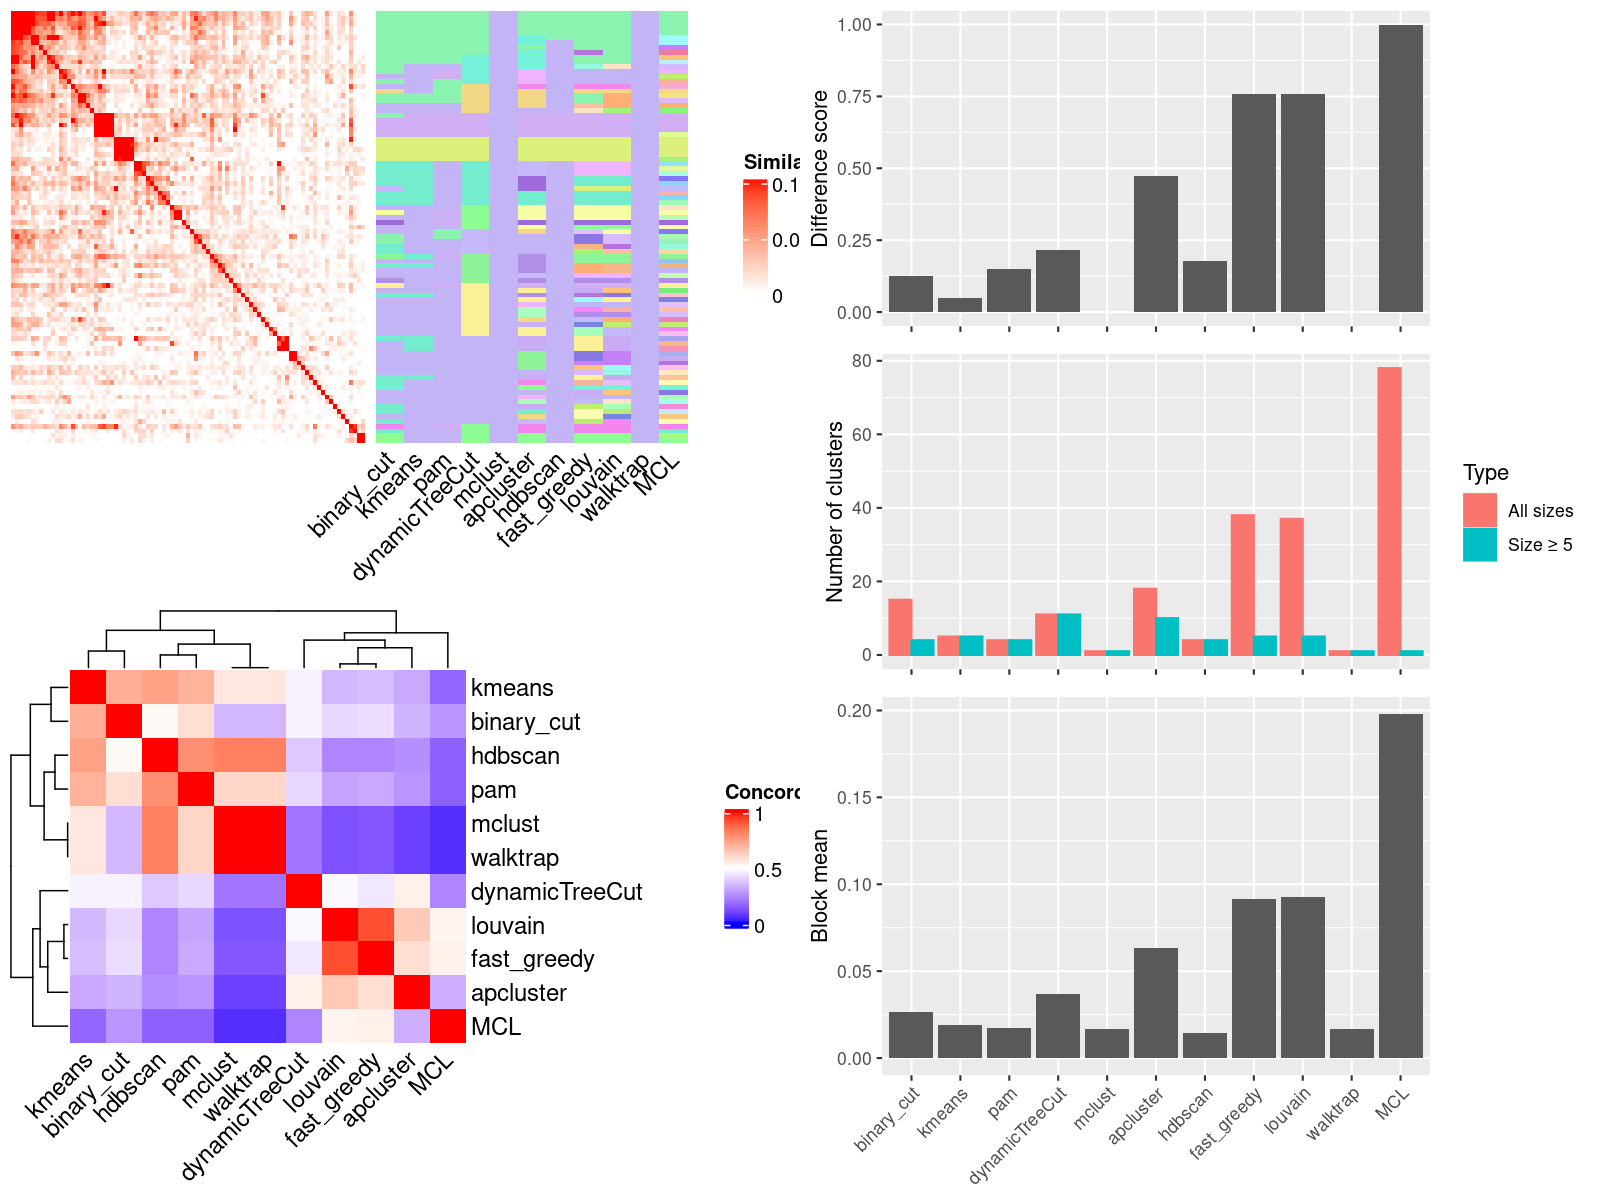 Simila
0.1
0.0
0
binary_cut
kmeans
pam
dynamicTreeCut
mclust
apcluster
hdbscan
fast_greedy
louvain
walktrap
MCL
kmeans
binary_cut
hdbscan
pam
mclust
walktrap
dynamicTreeCut
louvain
fast_greedy
apcluster
MCL
kmeans
binary_cut
hdbscan
pam
mclust
walktrap
dynamicTreeCut
louvain
fast_greedy
apcluster
MCL
Concord
1
0.5
0
Difference score
1.00
0.75
0.50
0.25
0.00
Number of clusters
80
60
40
20
0
Type
All sizes
Size ≥ 5
Block mean
0.20
0.15
0.10
0.05
0.00
binary_cut
kmeans
pam
dynamicTreeCut
mclust
apcluster
hdbscan
fast_greedy
louvain
walktrap
MCL